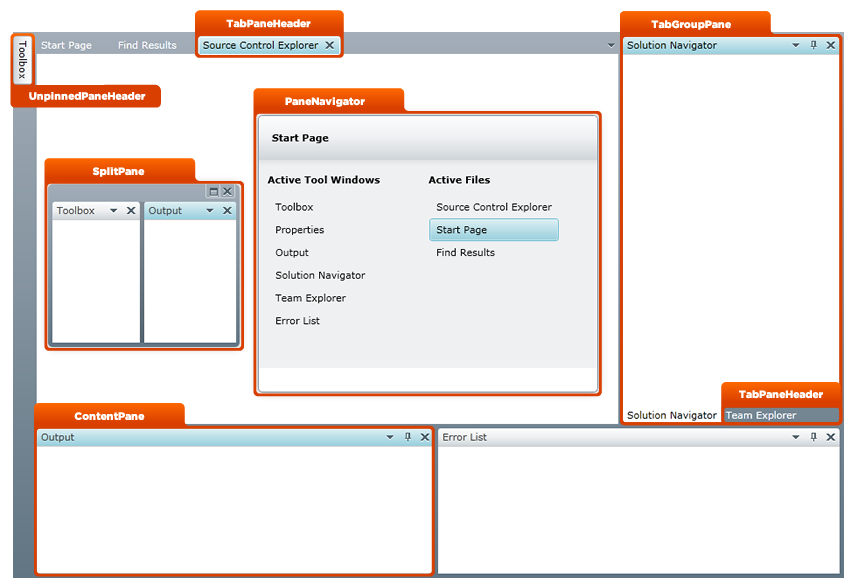 TabPaneHeader
TabGroupPane
Toolbox
Start Page
Find Results
Source Control Explorer
Solution Navigator
UnpinnedPaneHeader
PaneNavigator
Start Page
Active Tool Windows
Active Files
Toolbox
Source Control Explorer
Properties
Start Page
Output
Find Results
Solution Navigator
Team Explorer
Error List
SplitPane
Toolbox
Output
TabPaneHeader
Solution Navigator
Team Explorer
ContentPane
Output
Error List